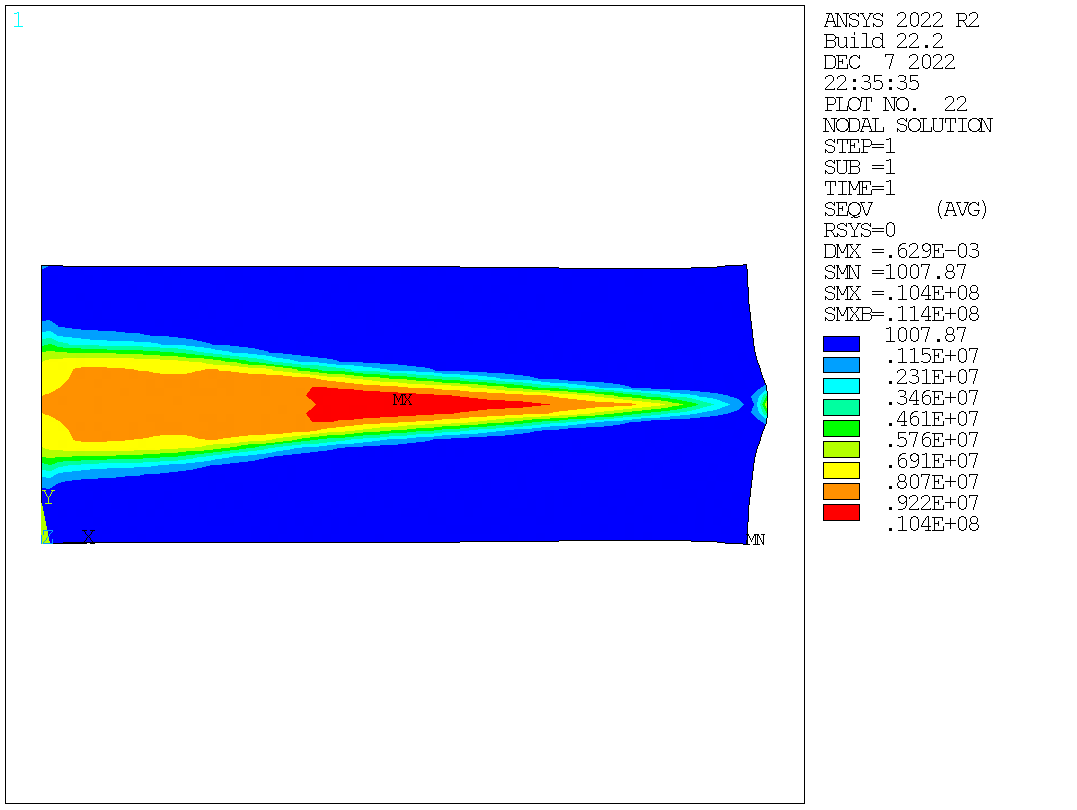 1
ANSYS 2022 R2
Build 22.2
DEC  7 2022
22:35:35
PLOT NO.  22
NODAL SOLUTION
STEP=1
SUB =1
TIME=1
SEQV     (AVG)
RSYS=0
DMX =.629E-03
SMN =1007.87
SMX =.104E+08
SMXB=.114E+08
1007.87
.115E+07
.231E+07
.346E+07
.461E+07
.576E+07
.691E+07
.807E+07
.922E+07
.104E+08
MX
Y
Z X
MN